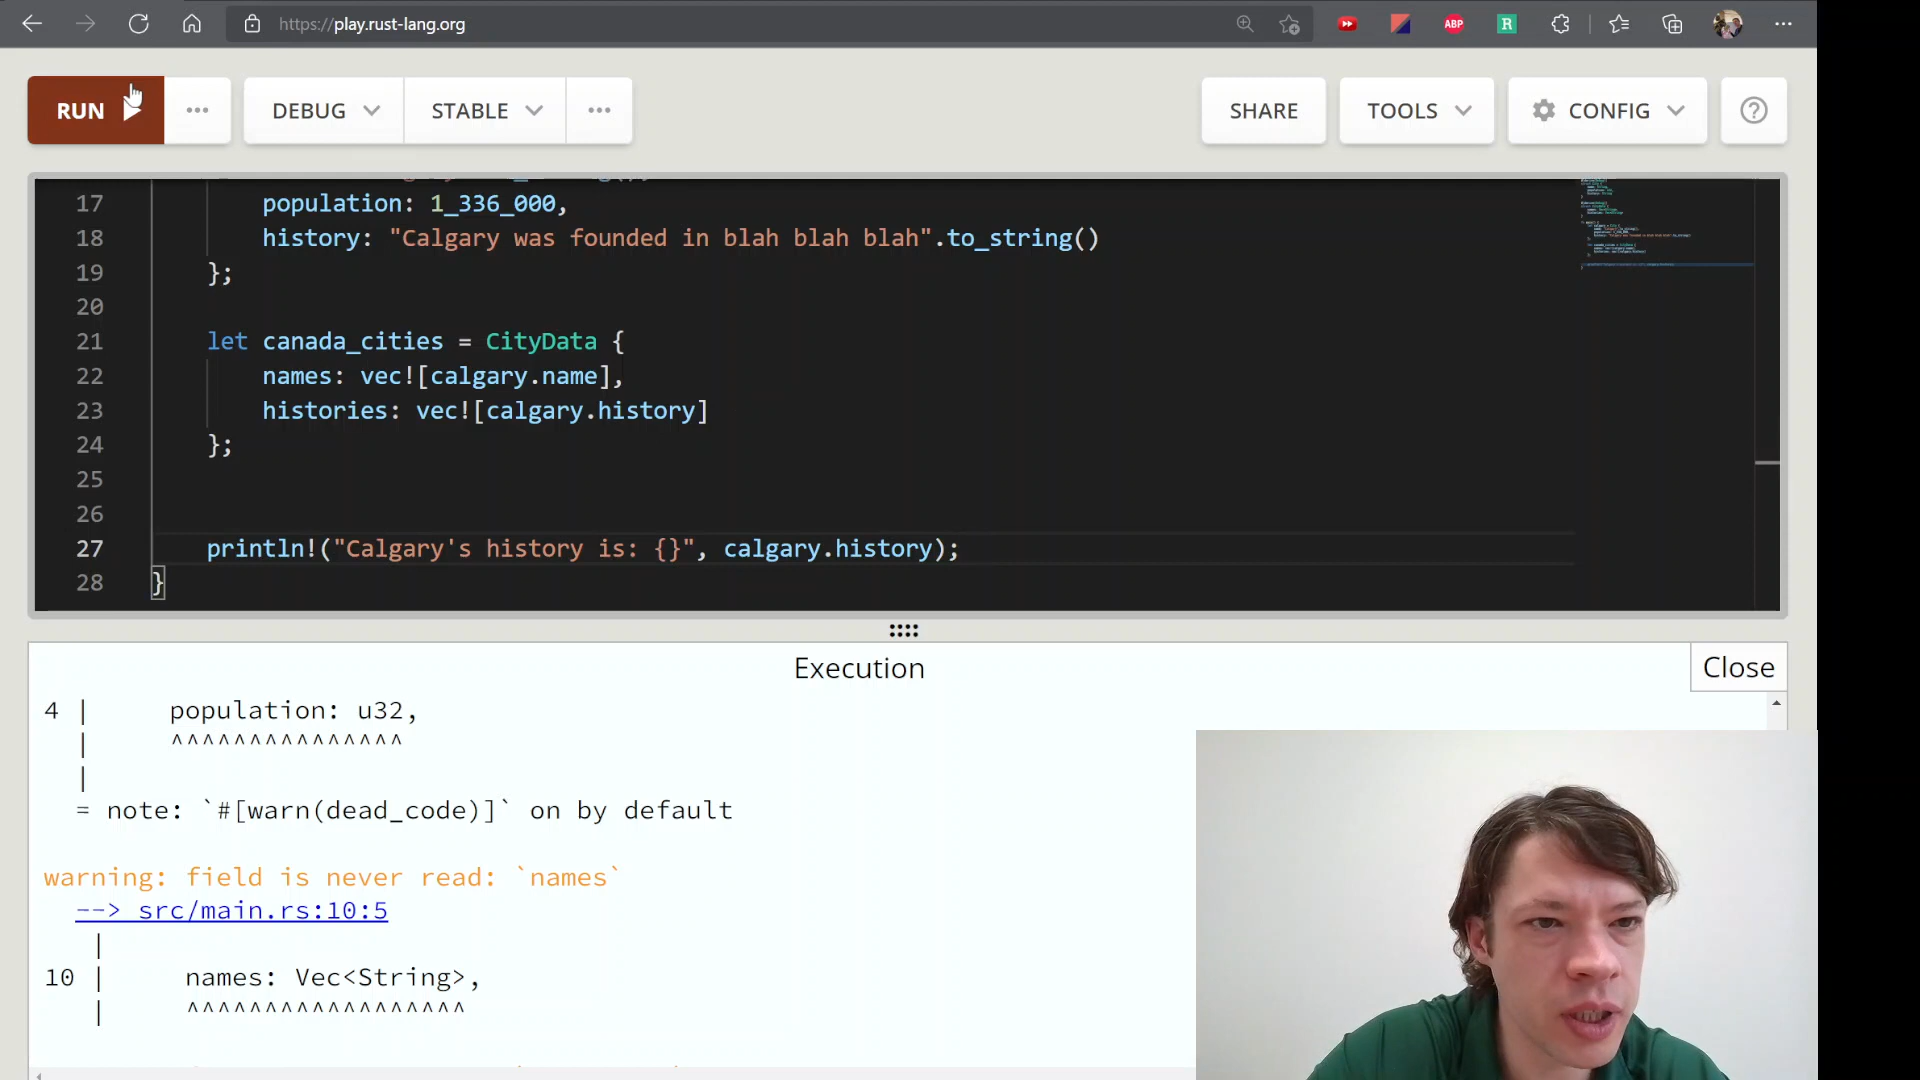 https://play.rust-lang.org
ABP
R
RUN
DEBUG
STABLE
SHARE
TOOLS
CONFIG
17 population: 1_336_000,
18 history: "Calgary was founded in blah blah blah".to_string()
19 };
20
21 let canada_cities = CityData {
22 names: vec![calgary.name],
23 histories: vec![calgary.history]
24 };
25
26
27 println!("Calgary's history is: {}", calgary.history);
28 }
Execution
Close
4 | population: u32,
| ^^^^^^^^^^^^^^^
|
= note: `#[warn(dead_code)]` on by default
warning: field is never read: `names`
--> src/main.rs:10:5
|
10 | names: Vec<String>,
| ^^^^^^^^^^^^^^^^^^